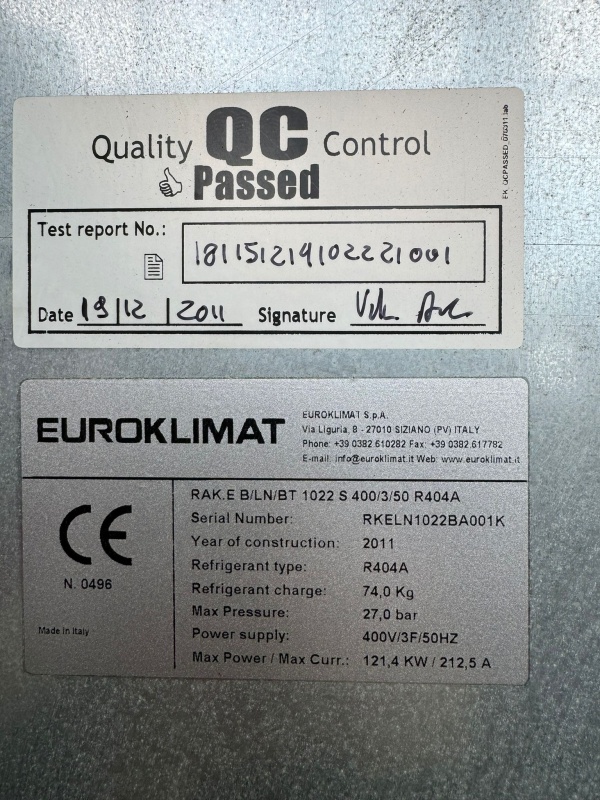 Quality QC Control
Passed
EK_QCPASSED_070311.lab
Test report No.: 181151219102221001
Date 19/12/2011 Signature
EUROKLIMAT
EUROKLIMAT S.p.A.
Via Liguria, 8 - 27010 SIZIANO (PV) ITALY
Phone: +39 0382.610282 Fax: +39 0382.617782
E-mail: info@euroklimat.it Web: www.euroklimat.it
CE
N. 0496
Made in Italy
RAK.E B/LN/BT 1022 S 400/3/50 R404A
Serial Number: RKELN1022BA001K
Year of construction: 2011
Refrigerant type: R404A
Refrigerant charge: 74,0 Kg
Max Pressure: 27,0 bar
Power supply: 400V/3F/50HZ
Max Power / Max Curr.: 121,4 KW / 212,5 A